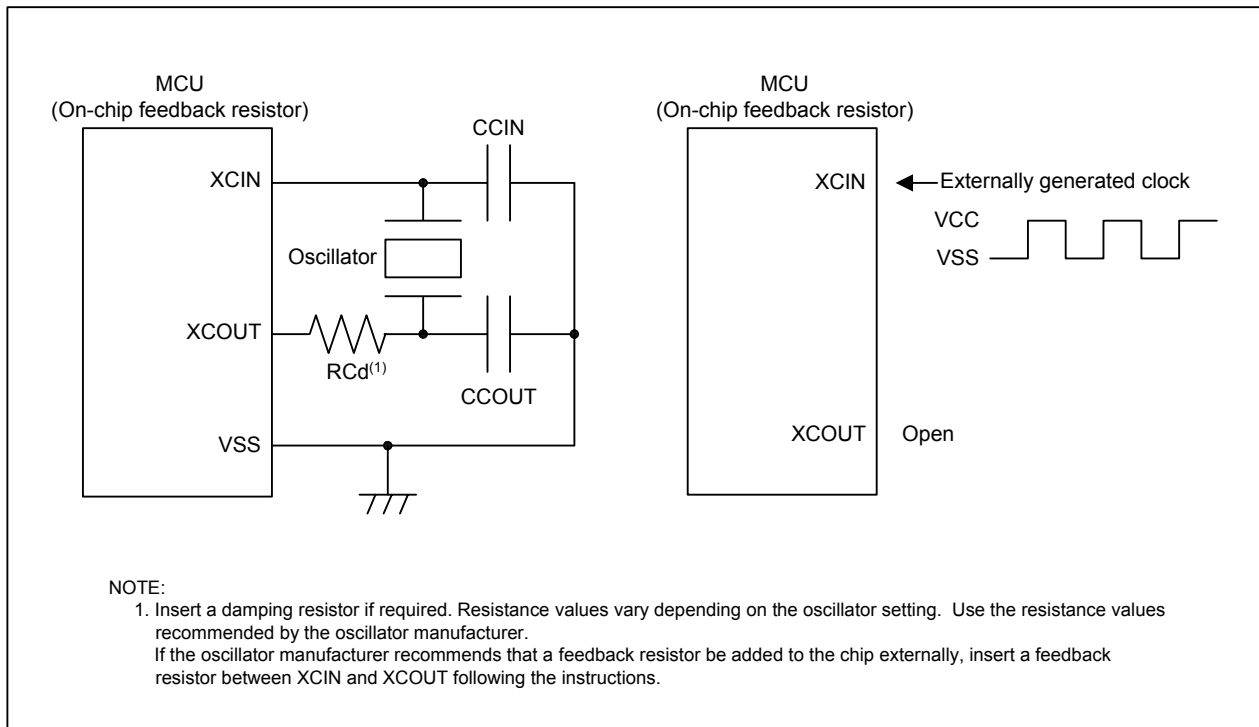 MCU
(On-chip feedback resistor)
CCIN
XCIN
Oscillator
XCOUT
RCd(1)
CCOUT
VSS
MCU
(On-chip feedback resistor)
XCIN
Externally generated clock
VCC
VSS
XCOUT
Open
NOTE:
1. Insert a damping resistor if required. Resistance values vary depending on the oscillator setting.  Use the resistance values
recommended by the oscillator manufacturer.
If the oscillator manufacturer recommends that a feedback resistor be added to the chip externally, insert a feedback
resistor between XCIN and XCOUT following the instructions.